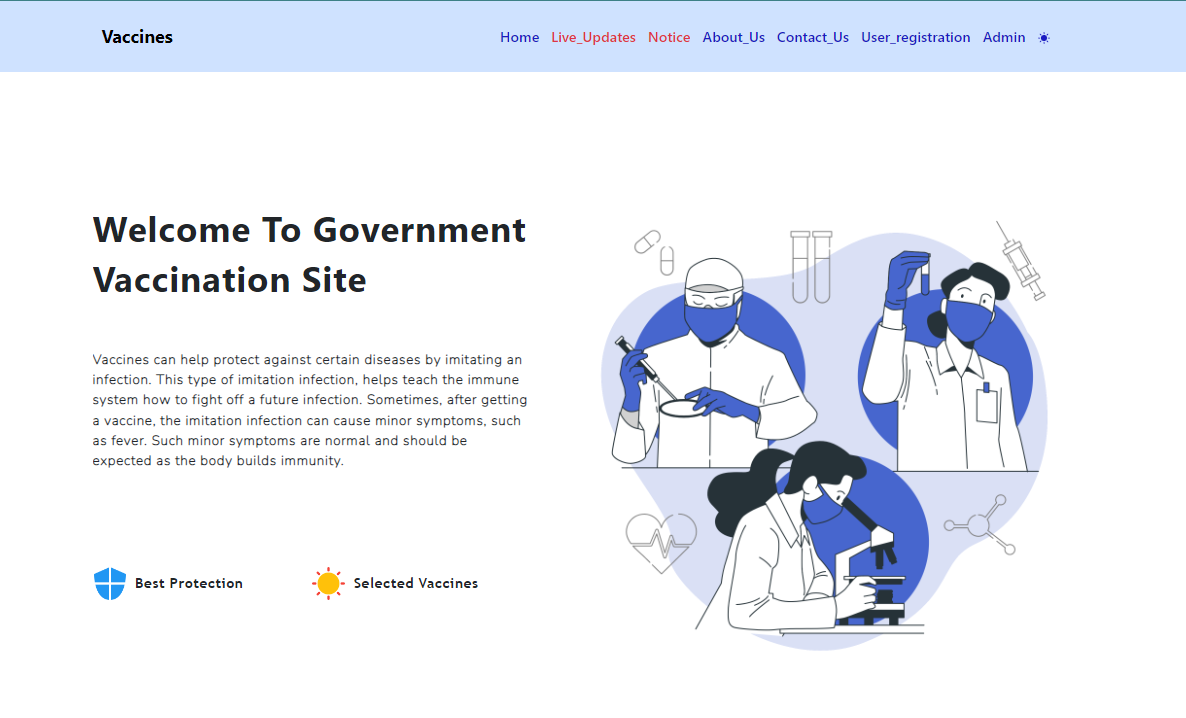 Vaccines
Home Live_Updates Notice About_Us Contact_Us User_registration Admin
Welcome To Government
Vaccination Site
Vaccines can help protect against certain diseases by imitating an
infection. This type of imitation infection, helps teach the immune
system how to fight off a future infection. Sometimes, after getting
a vaccine, the imitation infection can cause minor symptoms, such
as fever. Such minor symptoms are normal and should be
expected as the body builds immunity.
Best Protection
Selected Vaccines